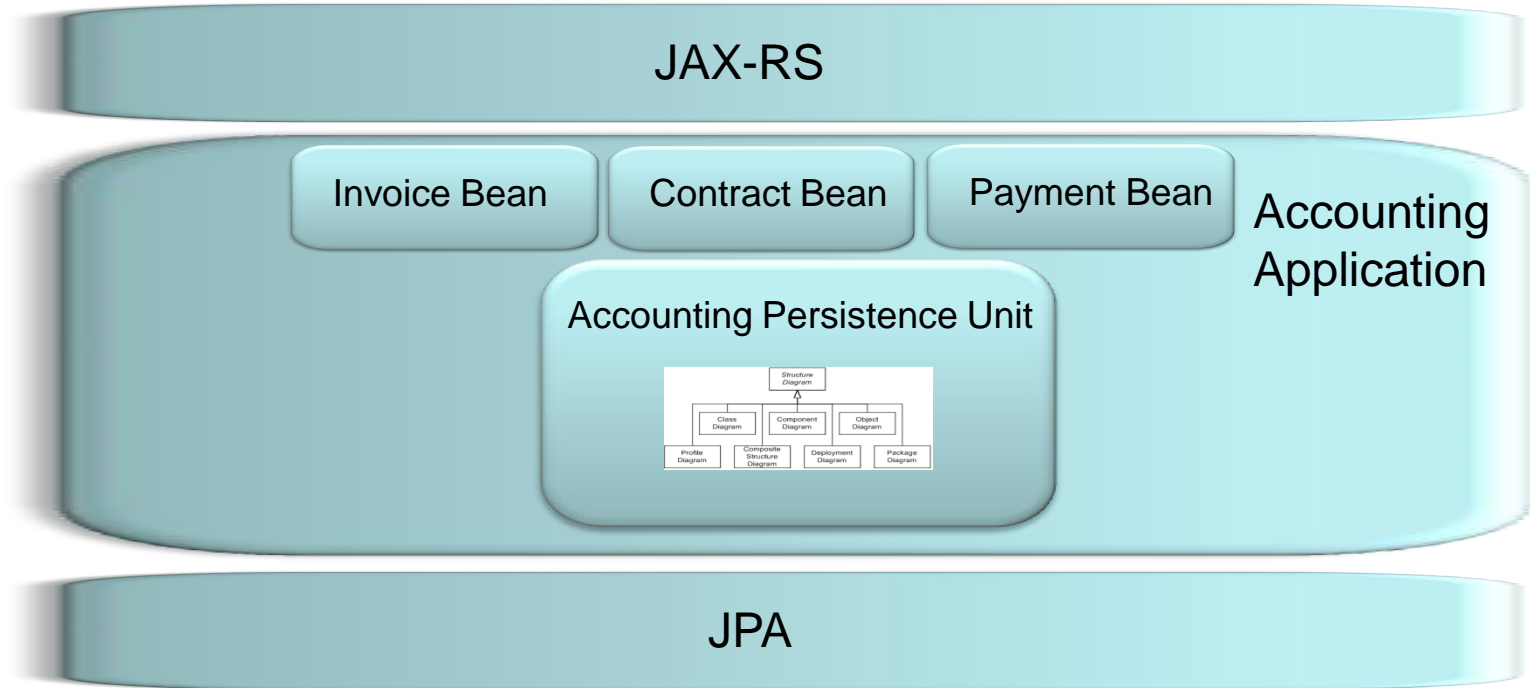 JAX-RS
Invoice Bean
Contract Bean
Payment Bean
Accounting
Application
Accounting Persistence Unit
Structure
Diagram
Class
Diagram
Component
Diagram
Object
Diagram
Profile
Diagram
Composite
Structure
Diagram
Deployment
Diagram
Package
Diagram
JPA